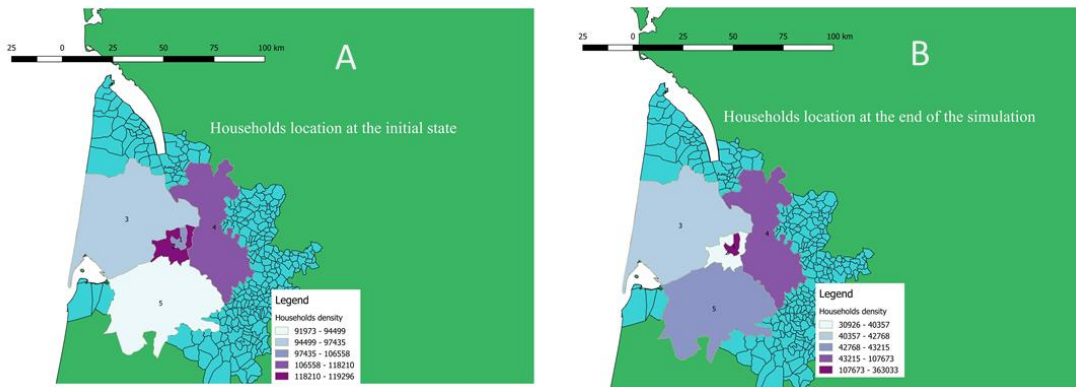 25 0 25 50 75 100 km
A
Households location at the initial state
3
4
5
Legend
Households density
91973 - 94499
94499 - 97435
97435 - 106558
106558 - 118210
118210 - 119296
25 0 25 50 75 100 km
B
Households location at the end of the simulation
3
4
5
Legend
Households density
30926 - 40357
40357 - 42768
42768 - 43215
43215 - 107673
107673 - 363033